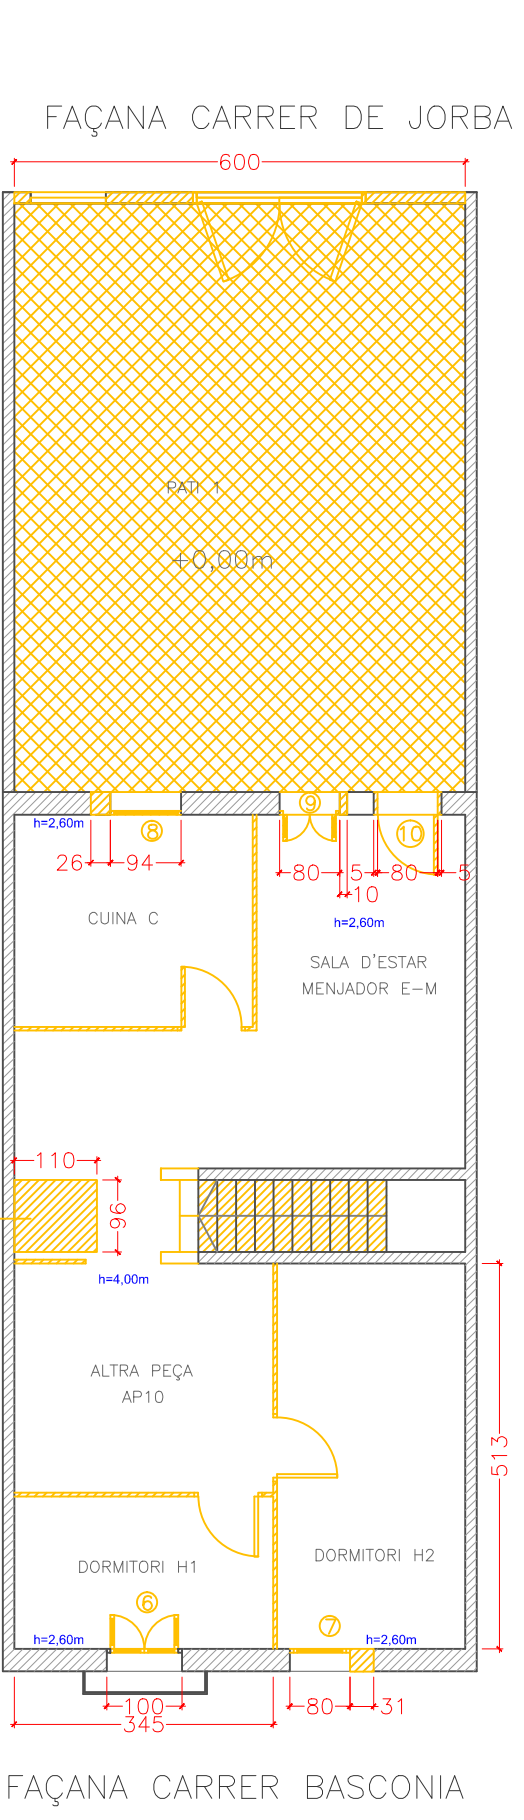 FAÇANA CARRER DE JORBA
600
PATI 1
+0,00m
h=2,60m
8
9
10
26
94
80
5
80
5
10
h=2,60m
CUINA C
SALA D'ESTAR
MENJADOR E-M
110
96
h=4,00m
ALTRA PEÇA
AP10
513
DORMITORI H1
DORMITORI H2
6
7
h=2,60m
h=2,60m
100
80
31
345
FAÇANA CARRER BASCONIA